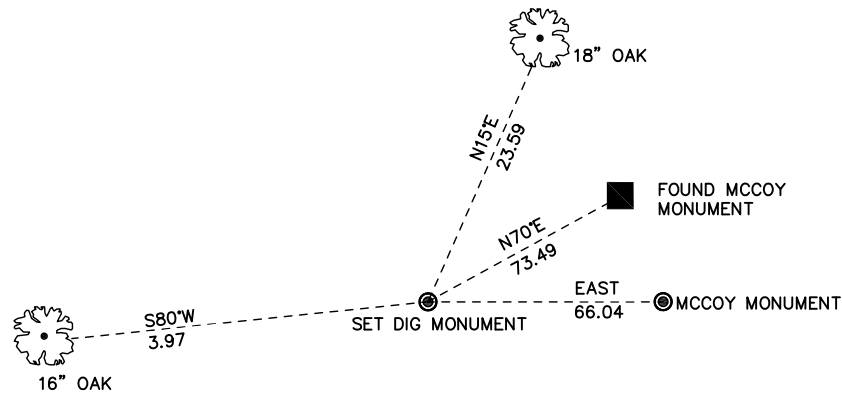 18” OAK
N15°E
23.59
FOUND MCCOY
MONUMENT
N70°E
73.49
EAST
66.04
MCCOY MONUMENT
SET DIG MONUMENT
S80°W
3.97
16” OAK